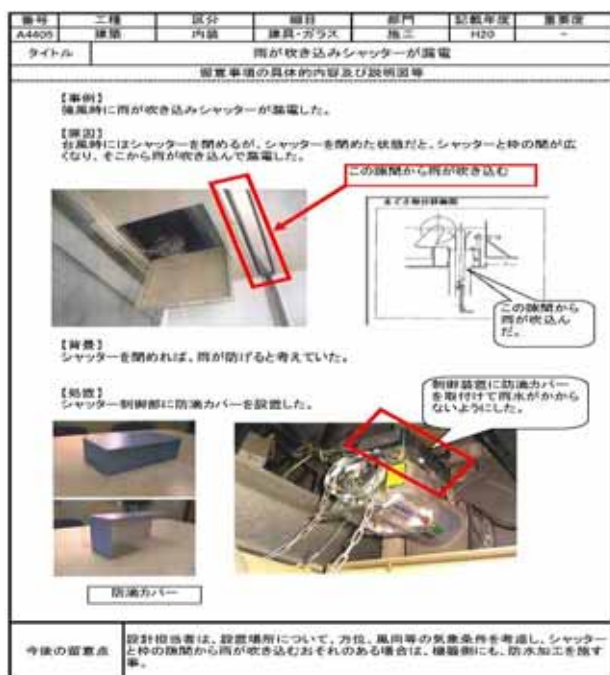 番号 工種 区分 細目 部門 記載年度 重要度
A4405 建築 内装 建具・ガラス 施工 H20 -
タイトル 雨が吹き込みシャッターが漏電
留意事項の具体的内容及び説明図等
【事例】
強風時に雨が吹き込みシャッターが漏電した。
【原因】
台風時にはシャッターを閉めるが、シャッターを閉めた状態だと、シャッターと枠の間が広
くなり、そこから雨が吹き込んで漏電した。
この隙間から雨が吹き込む
まぐさ部分詳細図
この隙間から
雨が吹込ん
だ。
【背景】
シャッターを閉めれば、雨が防げると考えていた。
【処置】
シャッター制御部に防滴カバーを設置した。
制御装置に防滴カバー
を取付けて雨水がかから
ないようにした。
防滴カバー
今後の留意点
設計担当者は、設置場所について、方位、風向等の気象条件を考慮し、シャッター
と枠の隙間から雨が吹き込むおそれのある場合は、機器側にも、防水加工を施す
事。